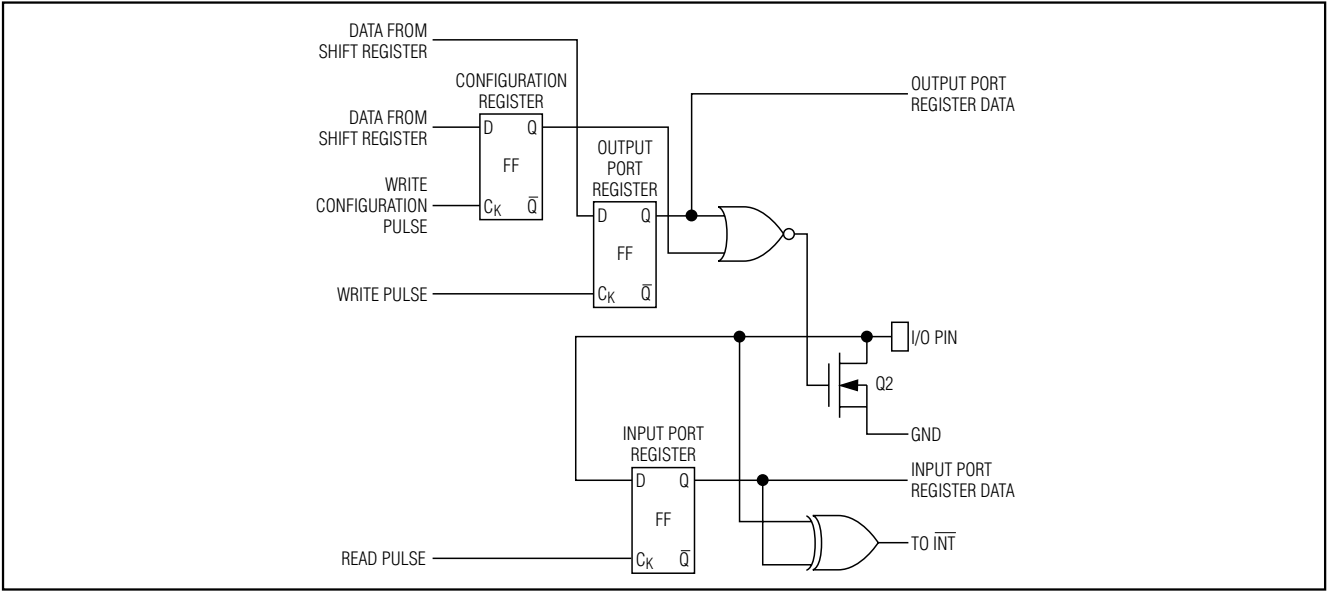 DATA FROM
SHIFT REGISTER
CONFIGURATION
REGISTER
OUTPUT PORT
REGISTER DATA
DATA FROM
SHIFT REGISTER
D Q
FF
CK Q̅
WRITE
CONFIGURATION
PULSE
OUTPUT
PORT
REGISTER
D Q
FF
CK Q̅
WRITE PULSE
I/O PIN
Q2
GND
INPUT PORT
REGISTER
D Q
FF
CK Q̅
INPUT PORT
REGISTER DATA
TO I̅N̅T̅
READ PULSE